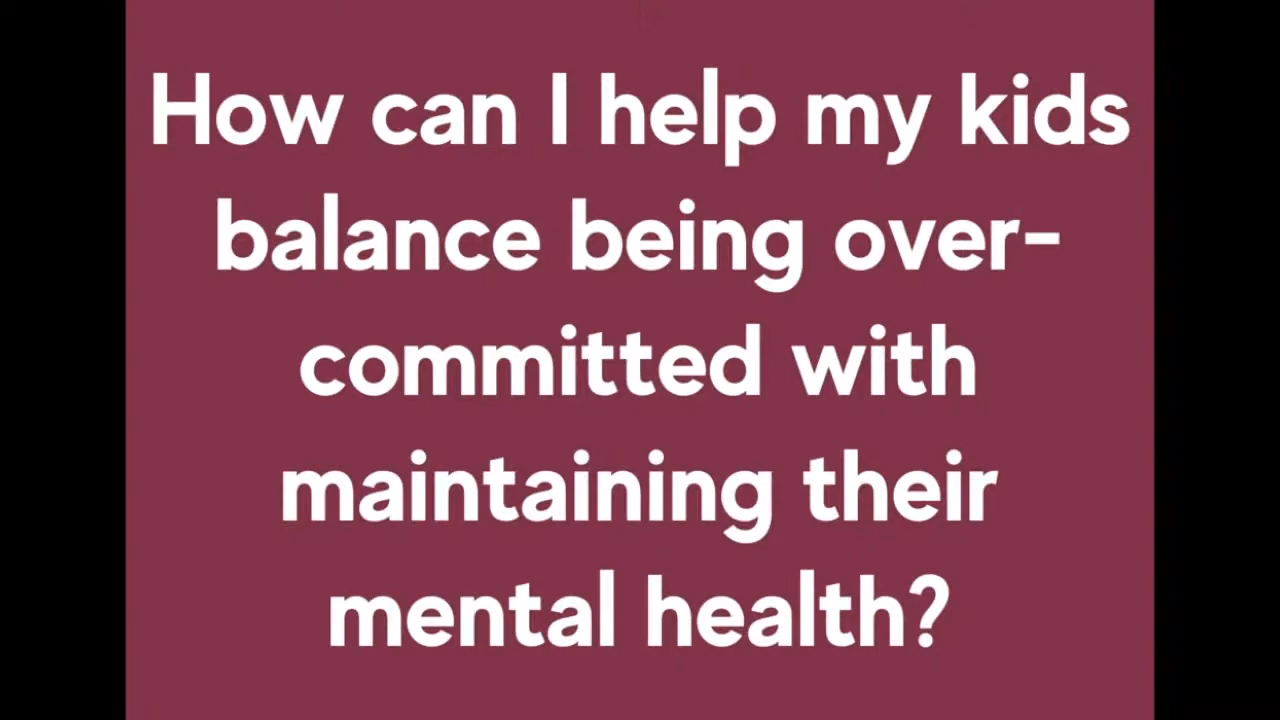 How can I help my kids
balance being over-
committed with
maintaining their
mental health?